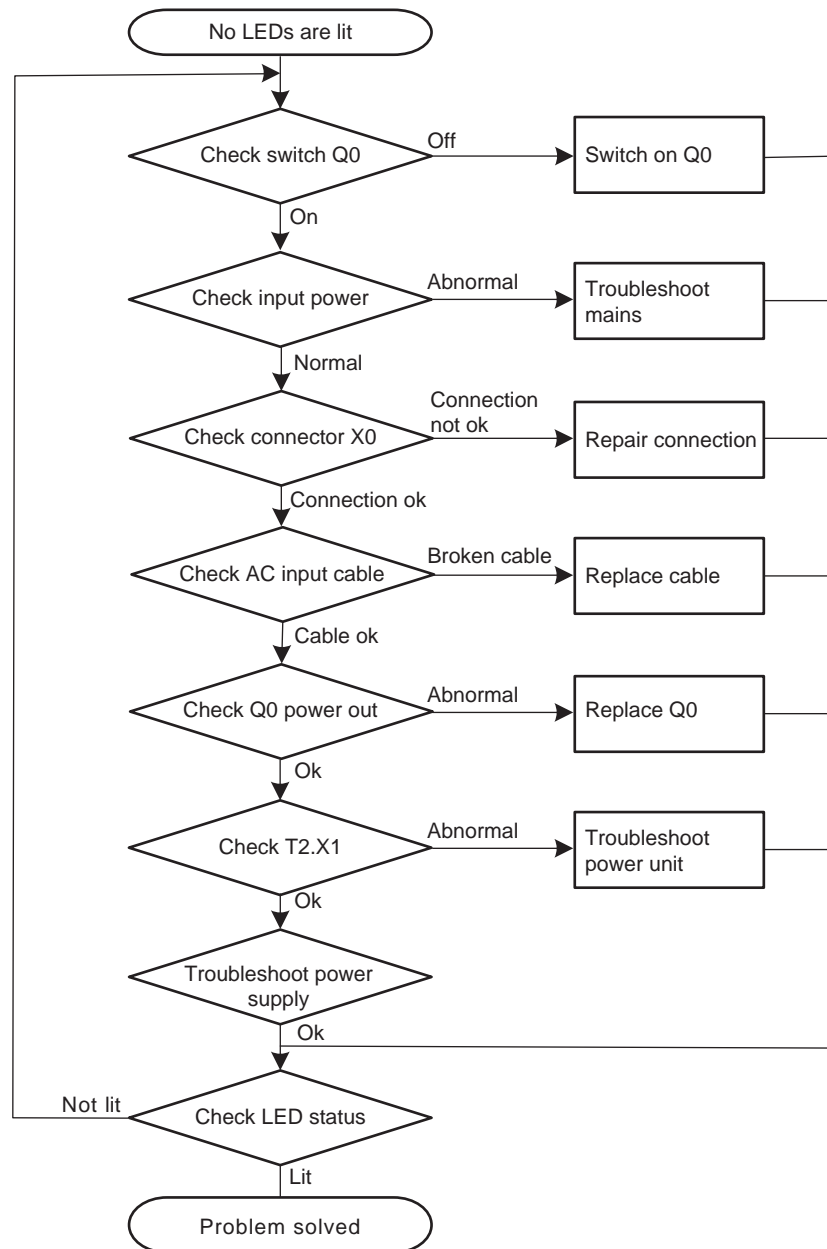 No LEDs are lit
Check switch Q0
Off
Switch on Q0
On
Check input power
Abnormal
Troubleshoot
mains
Normal
Check connector X0
Connection
not ok
Repair connection
Connection ok
Check AC input cable
Broken cable
Replace cable
Cable ok
Check Q0 power out
Abnormal
Replace Q0
Ok
Check T2.X1
Abnormal
Troubleshoot
power unit
Ok
Troubleshoot power
supply
Ok
Not lit
Check LED status
Lit
Problem solved